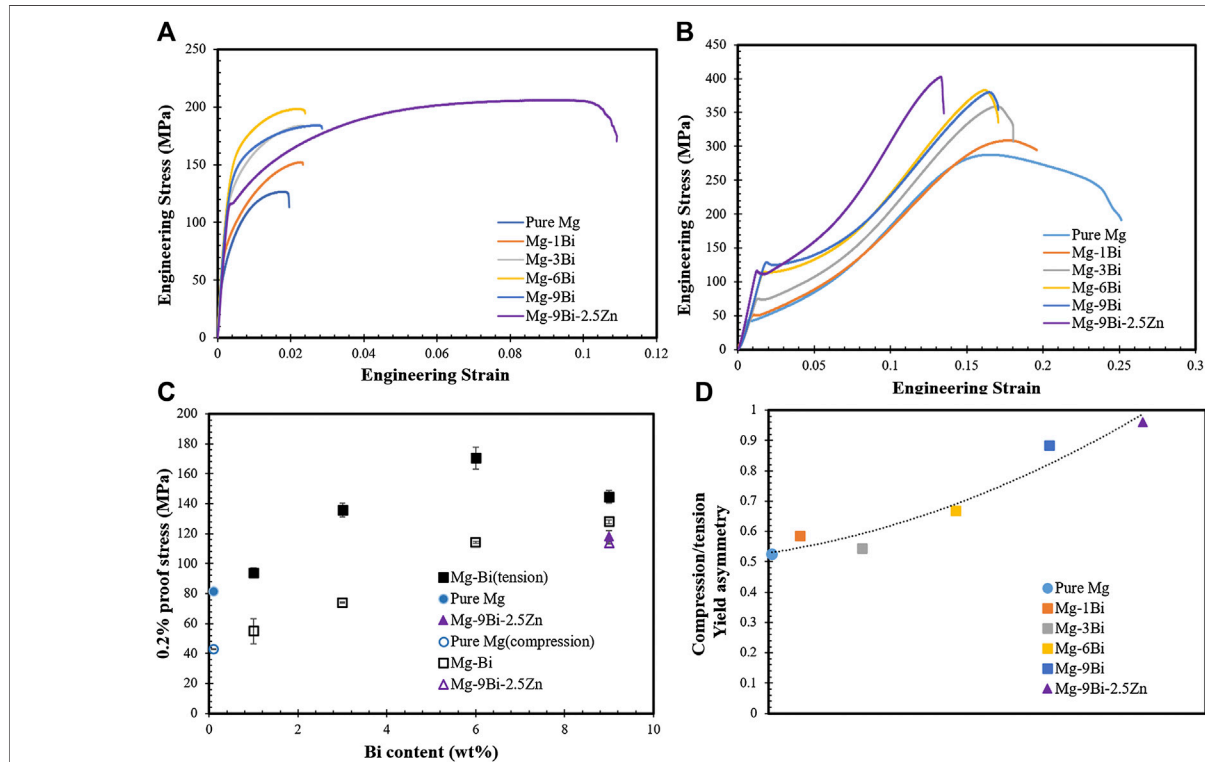 A
Engineering Stress (MPa)
250
200
150
100
50
0
0 0.02 0.04 0.06 0.08 0.1 0.12
Engineering Strain
Pure Mg
Mg-1Bi
Mg-3Bi
Mg-6Bi
Mg-9Bi
Mg-9Bi-2.5Zn
B
Engineering Stress (MPa)
450
400
350
300
250
200
150
100
50
0
0 0.05 0.1 0.15 0.2 0.25 0.3
Engineering Strain
Pure Mg
Mg-1Bi
Mg-3Bi
Mg-6Bi
Mg-9Bi
Mg-9Bi-2.5Zn
C
0.2% proof stress (MPa)
200
180
160
140
120
100
80
60
40
20
0
0 2 4 6 8 10
Bi content (wt%)
Mg-Bi(tension)
Pure Mg
Mg-9Bi-2.5Zn
Pure Mg(compression)
Mg-Bi
Mg-9Bi-2.5Zn
D
Compression/tension
Yield asymmetry
1
0.9
0.8
0.7
0.6
0.5
0.4
0.3
0.2
0.1
0
Pure Mg
Mg-1Bi
Mg-3Bi
Mg-6Bi
Mg-9Bi
Mg-9Bi-2.5Zn